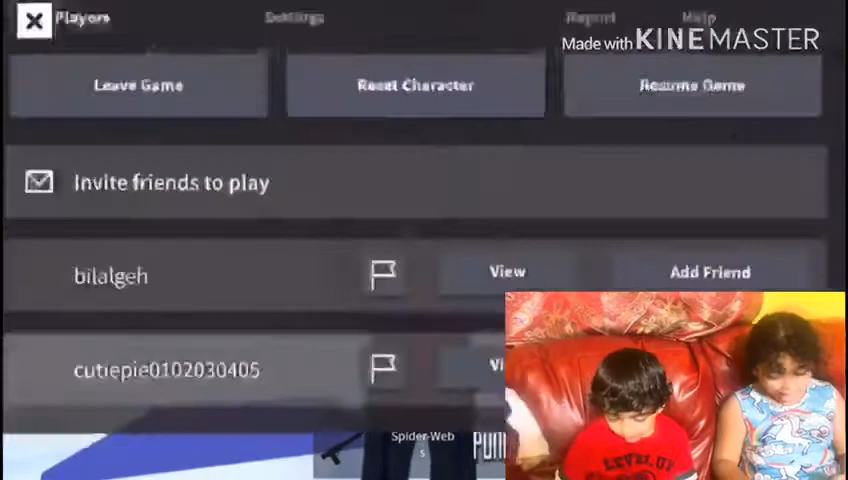 Players
Settings
Report
Help
Made with KINEMASTER
Leave Game
Reset Character
Resume Game
Invite friends to play
bilalgeh
View
Add Friend
cutiepie0102030405
Vi
Spider-Web
s
LEVEL UP